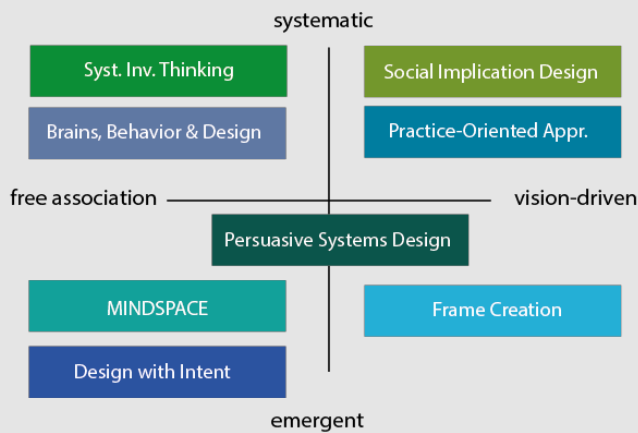 systematic
Syst. Inv. Thinking
Social Implication Design
Brains, Behavior & Design
Practice-Oriented Appr.
free association
vision-driven
Persuasive Systems Design
MINDSPACE
Frame Creation
Design with Intent
emergent